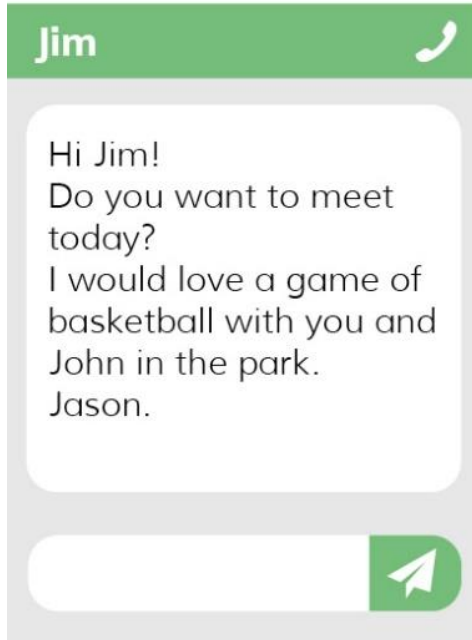 Jim
Hi Jim!
Do you want to meet
today?
I would love a game of
basketball with you and
John in the park.
Jason.